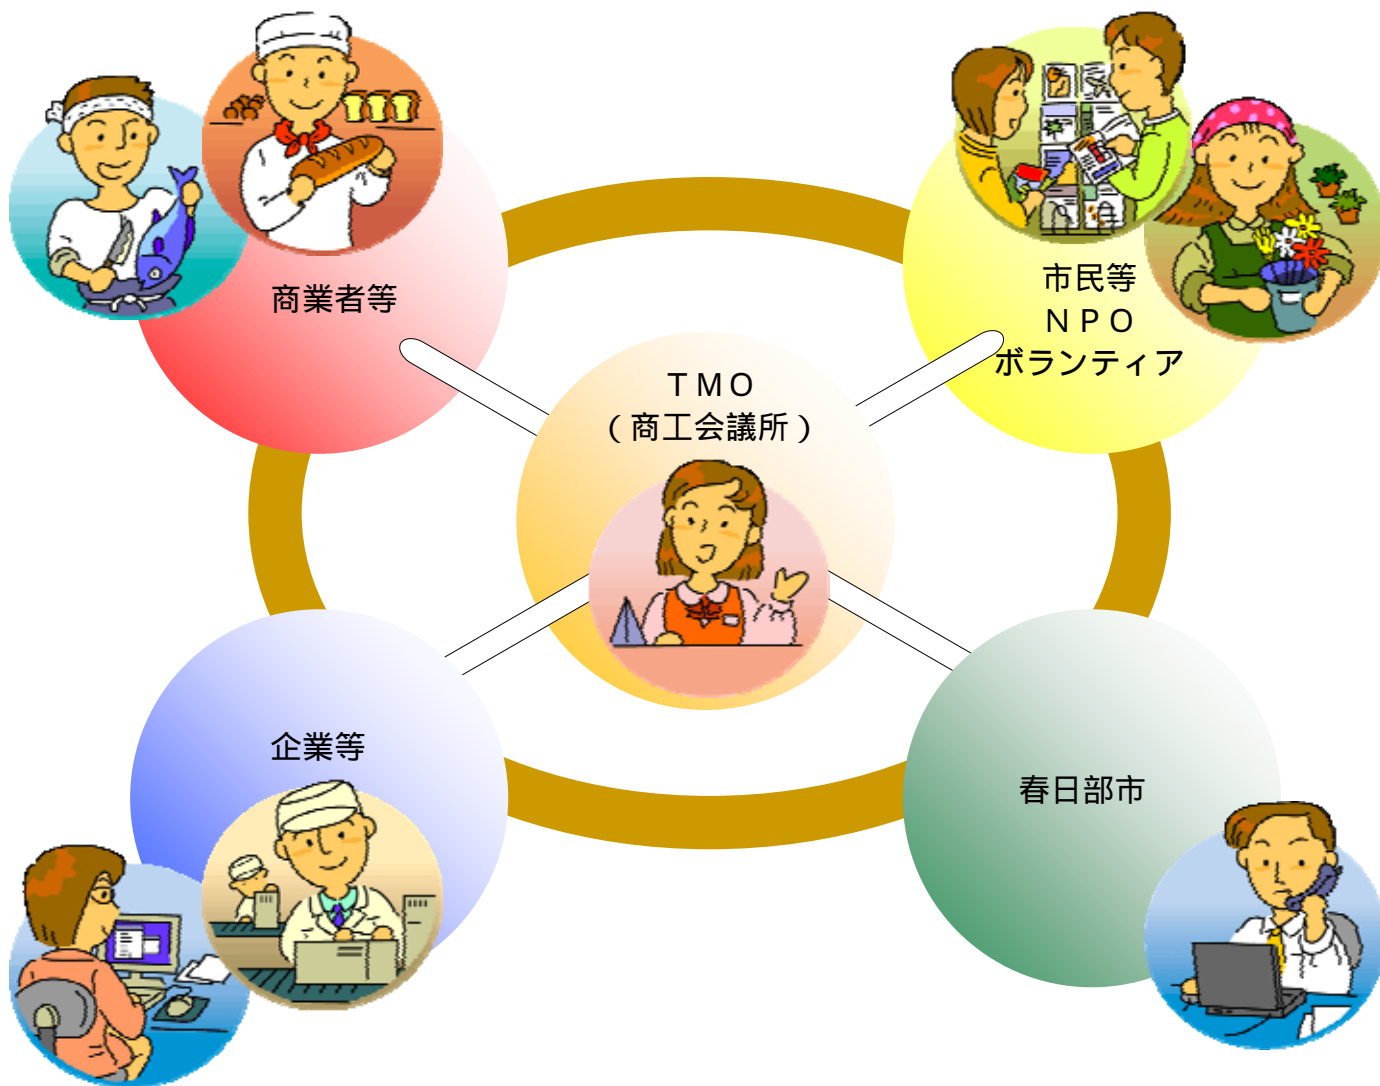 商業者等
市民等
ＮＰＯ
ボランティア
ＴＭＯ
（商工会議所）
企業等
春日部市